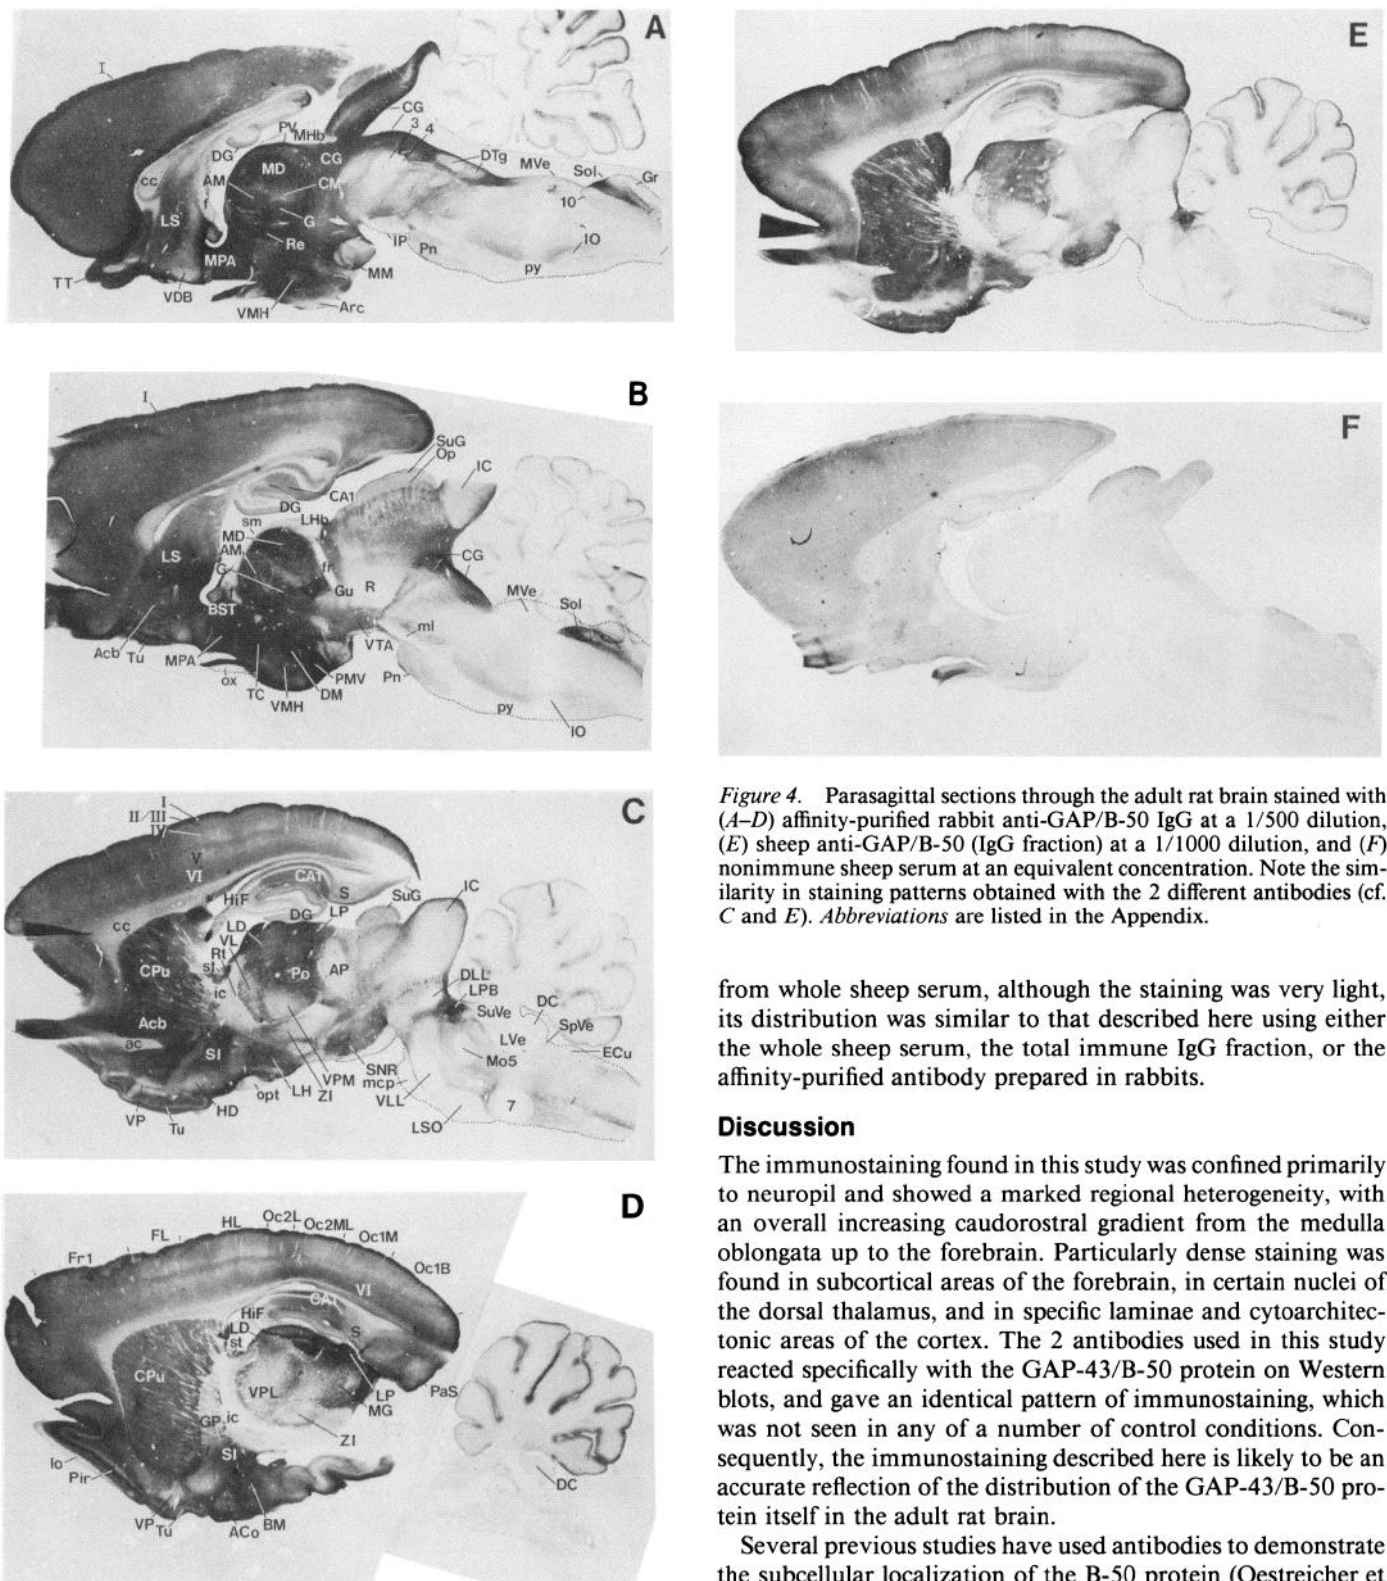 A
I
CG
3
4
PV
MHb
DG
MD
CG
DTg
MVe
Sol
Gr
cc
AM
CM
10
f
LS
G
Re
IP
Pn
IO
MPA
MM
py
TT
VDB
VMH
Arc
B
I
SuG
Op
IC
CA1
DG
sm
LHb
MD
AM
LS
G
fr
CG
Gu
R
MVe
f
BST
Sol
ml
Acb
Tu
MPA
VTA
ox
PMV
Pn
TC
DM
VMH
py
IO
C
I
II/III
IV
V
VI
CA1
IC
HiF
S
SuG
cc
DG
LP
LD
VL
Rt
CPu
st
Po
AP
ic
DLL
LPB
DC
SuVe
SpVe
Acb
LVe
ac
SI
ECu
Mo5
SNR
VPM
mcp
LH
ZI
opt
VLL
7
VP
HD
Tu
LSO
D
HL
Oc2L
Oc2ML
FL
Oc1M
Fr1
Oc1B
VI
CA1
HiF
LD
st
S
CPu
VPL
LP
PaS
MG
GP
ic
ZI
SI
lo
Pir
DC
VP
Tu
ACo
BM
E
F
Figure 4. Parasagittal sections through the adult rat brain stained with
(A–D) affinity-purified rabbit anti-GAP/B-50 IgG at a 1/500 dilution,
(E) sheep anti-GAP/B-50 (IgG fraction) at a 1/1000 dilution, and (F)
nonimmune sheep serum at an equivalent concentration. Note the sim-
ilarity in staining patterns obtained with the 2 different antibodies (cf.
C and E). Abbreviations are listed in the Appendix.
from whole sheep serum, although the staining was very light,
its distribution was similar to that described here using either
the whole sheep serum, the total immune IgG fraction, or the
affinity-purified antibody prepared in rabbits.
Discussion
The immunostaining found in this study was confined primarily
to neuropil and showed a marked regional heterogeneity, with
an overall increasing caudorostral gradient from the medulla
oblongata up to the forebrain. Particularly dense staining was
found in subcortical areas of the forebrain, in certain nuclei of
the dorsal thalamus, and in specific laminae and cytoarchitec-
tonic areas of the cortex. The 2 antibodies used in this study
reacted specifically with the GAP-43/B-50 protein on Western
blots, and gave an identical pattern of immunostaining, which
was not seen in any of a number of control conditions. Con-
sequently, the immunostaining described here is likely to be an
accurate reflection of the distribution of the GAP-43/B-50 pro-
tein itself in the adult rat brain.
Several previous studies have used antibodies to demonstrate
the subcellular localization of the B-50 protein (Oestreicher et